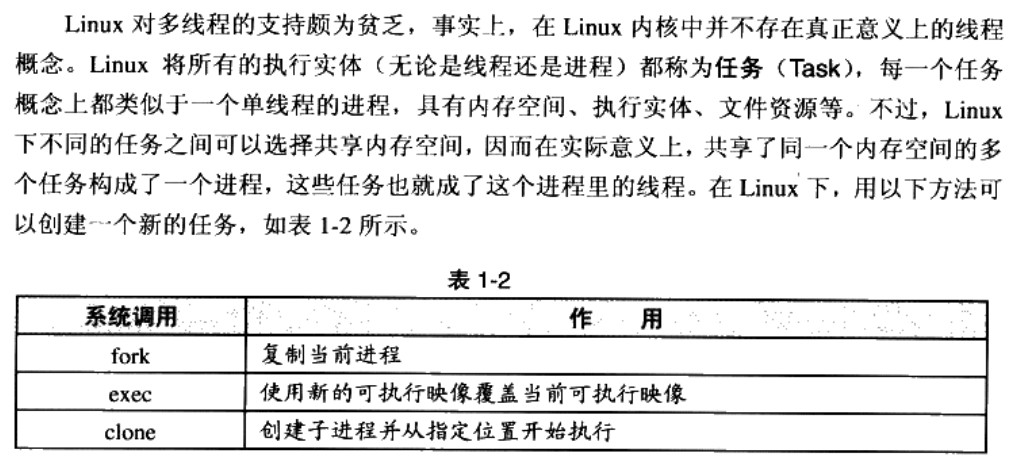 Linux 对多线程的支持颇为贫乏，事实上，在 Linux 内核中并不存在真正意义上的线程
概念。Linux 将所有的执行实体（无论是线程还是进程）都称为任务（Task），每一个任务
概念上都类似于一个单线程的进程，具有内存空间、执行实体、文件资源等。不过，Linux
下不同的任务之间可以选择共享内存空间，因而在实际意义上，共享了同一个内存空间的多
个任务构成了一个进程，这些任务也就成了这个进程里的线程。在 Linux 下，用以下方法可
以创建一个新的任务，如表 1-2 所示。
表 1-2
系统调用 作 用
fork 复制当前进程
exec 使用新的可执行映像覆盖当前可执行映像
clone 创建子进程并从指定位置开始执行